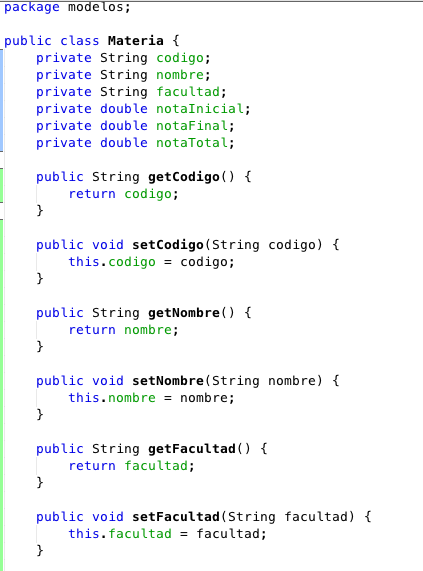 package modelos;
public class Materia {
private String codigo;
private String nombre;
private String facultad;
private double notaInicial;
private double notaFinal;
private double notaTotal;
public String getCodigo() {
return codigo;
}
public void setCodigo(String codigo) {
this.codigo = codigo;
}
public String getNombre() {
return nombre;
}
public void setNombre(String nombre) {
this.nombre = nombre;
}
public String getFacultad() {
return facultad;
}
public void setFacultad(String facultad) {
this.facultad = facultad;
}